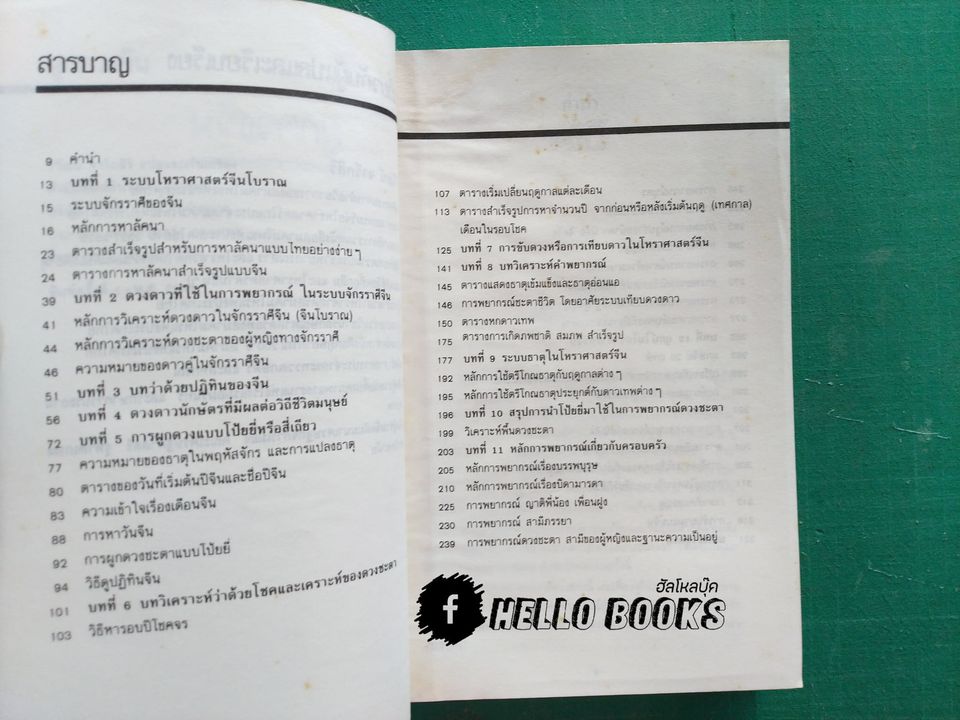 สารบาญ
9 คำนำ
13 บทที่ 1 ระบบโหราศาสตร์จีนโบราณ
15 ระบบจักรราศีของจีน
16 หลักการหาลัคนา
23 ตารางสำเร็จรูปสำหรับการหาลัคนาแบบไทยอย่างง่ายๆ
24 ตารางการหาลัคนาสำเร็จรูปแบบจีน
39 บทที่ 2 ดวงดาวที่ใช้ในการพยากรณ์ ในระบบจักรราศีจีน
41 หลักการวิเคราะห์ดวงดาวในจักรราศีจีน (จีนโบราณ)
44 หลักการวิเคราะห์ดวงชะตาของผู้หญิงทางจักรราศี
46 ความหมายของดาวคู่ในจักรราศีจีน
51 บทที่ 3 บทว่าด้วยปฏิทินของจีน
56 บทที่ 4 ดวงดาวนักษัตรที่มีผลต่อวิถีชีวิตมนุษย์
72 บทที่ 5 การผูกดวงแบบโป้ยยี่หรือสี่เถียว
77 ความหมายของธาตุในพฤหัสจักร และการแปลงธาตุ
80 ตารางของวันที่เริ่มต้นปีจีนและชื่อปีจีน
83 ความเข้าใจเรื่องเดือนจีน
88 การหาวันจีน
92 การผูกดวงชะตาแบบโป้ยยี่
94 วิธีดูปฏิทินจีน
101 บทที่ 6 บทวิเคราะห์ว่าด้วยโชคและเคราะห์ของดวงชะตา
103 วิธีหารอบปีโชคจร
107 ตารางเริ่มเปลี่ยนฤดูกาลแต่ละเดือน
113 ตารางสำเร็จรูปการหาจำนวนปี จากก่อนหรือหลังเริ่มต้นฤดู (เทศกาล)
เดือนในรอบโชค
125 บทที่ 7 การขับดวงหรือการเทียบดาวในโหราศาสตร์จีน
141 บทที่ 8 บทวิเคราะห์คำพยากรณ์
145 ตารางแสดงธาตุเข้มแข็งและธาตุอ่อนแอ
146 การพยากรณ์ชะตาชีวิต โดยอาศัยระบบเทียบดวงดาว
150 ตารางหกดาวเทพ
175 ตารางการเกิดภพชาติ สมภพ สำเร็จรูป
177 บทที่ 9 ระบบธาตุในโหราศาสตร์จีน
192 หลักการใช้ตรีโกณธาตุกับฤดูกาลต่างๆ
195 หลักการใช้ตรีโกณธาตุประยุกต์กับดาวเทพต่างๆ
196 บทที่ 10 สรุปการนำโป้ยยี่มาใช้ในการพยากรณ์ดวงชะตา
199 วิเคราะห์พื้นดวงชะตา
203 บทที่ 11 หลักการพยากรณ์เกี่ยวกับครอบครัว
205 หลักการพยากรณ์เรื่องบรรพบุรุษ
210 หลักการพยากรณ์เรื่องบิดามารดา
225 การพยากรณ์ ญาติพี่น้อง เพื่อนฝูง
230 การพยากรณ์ สามีภรรยา
239 การพยากรณ์ดวงชะตา สามีของผู้หญิงและฐานะความเป็นอยู่
ฮัลโหลบุ๊ค
f HELLO BOOKS